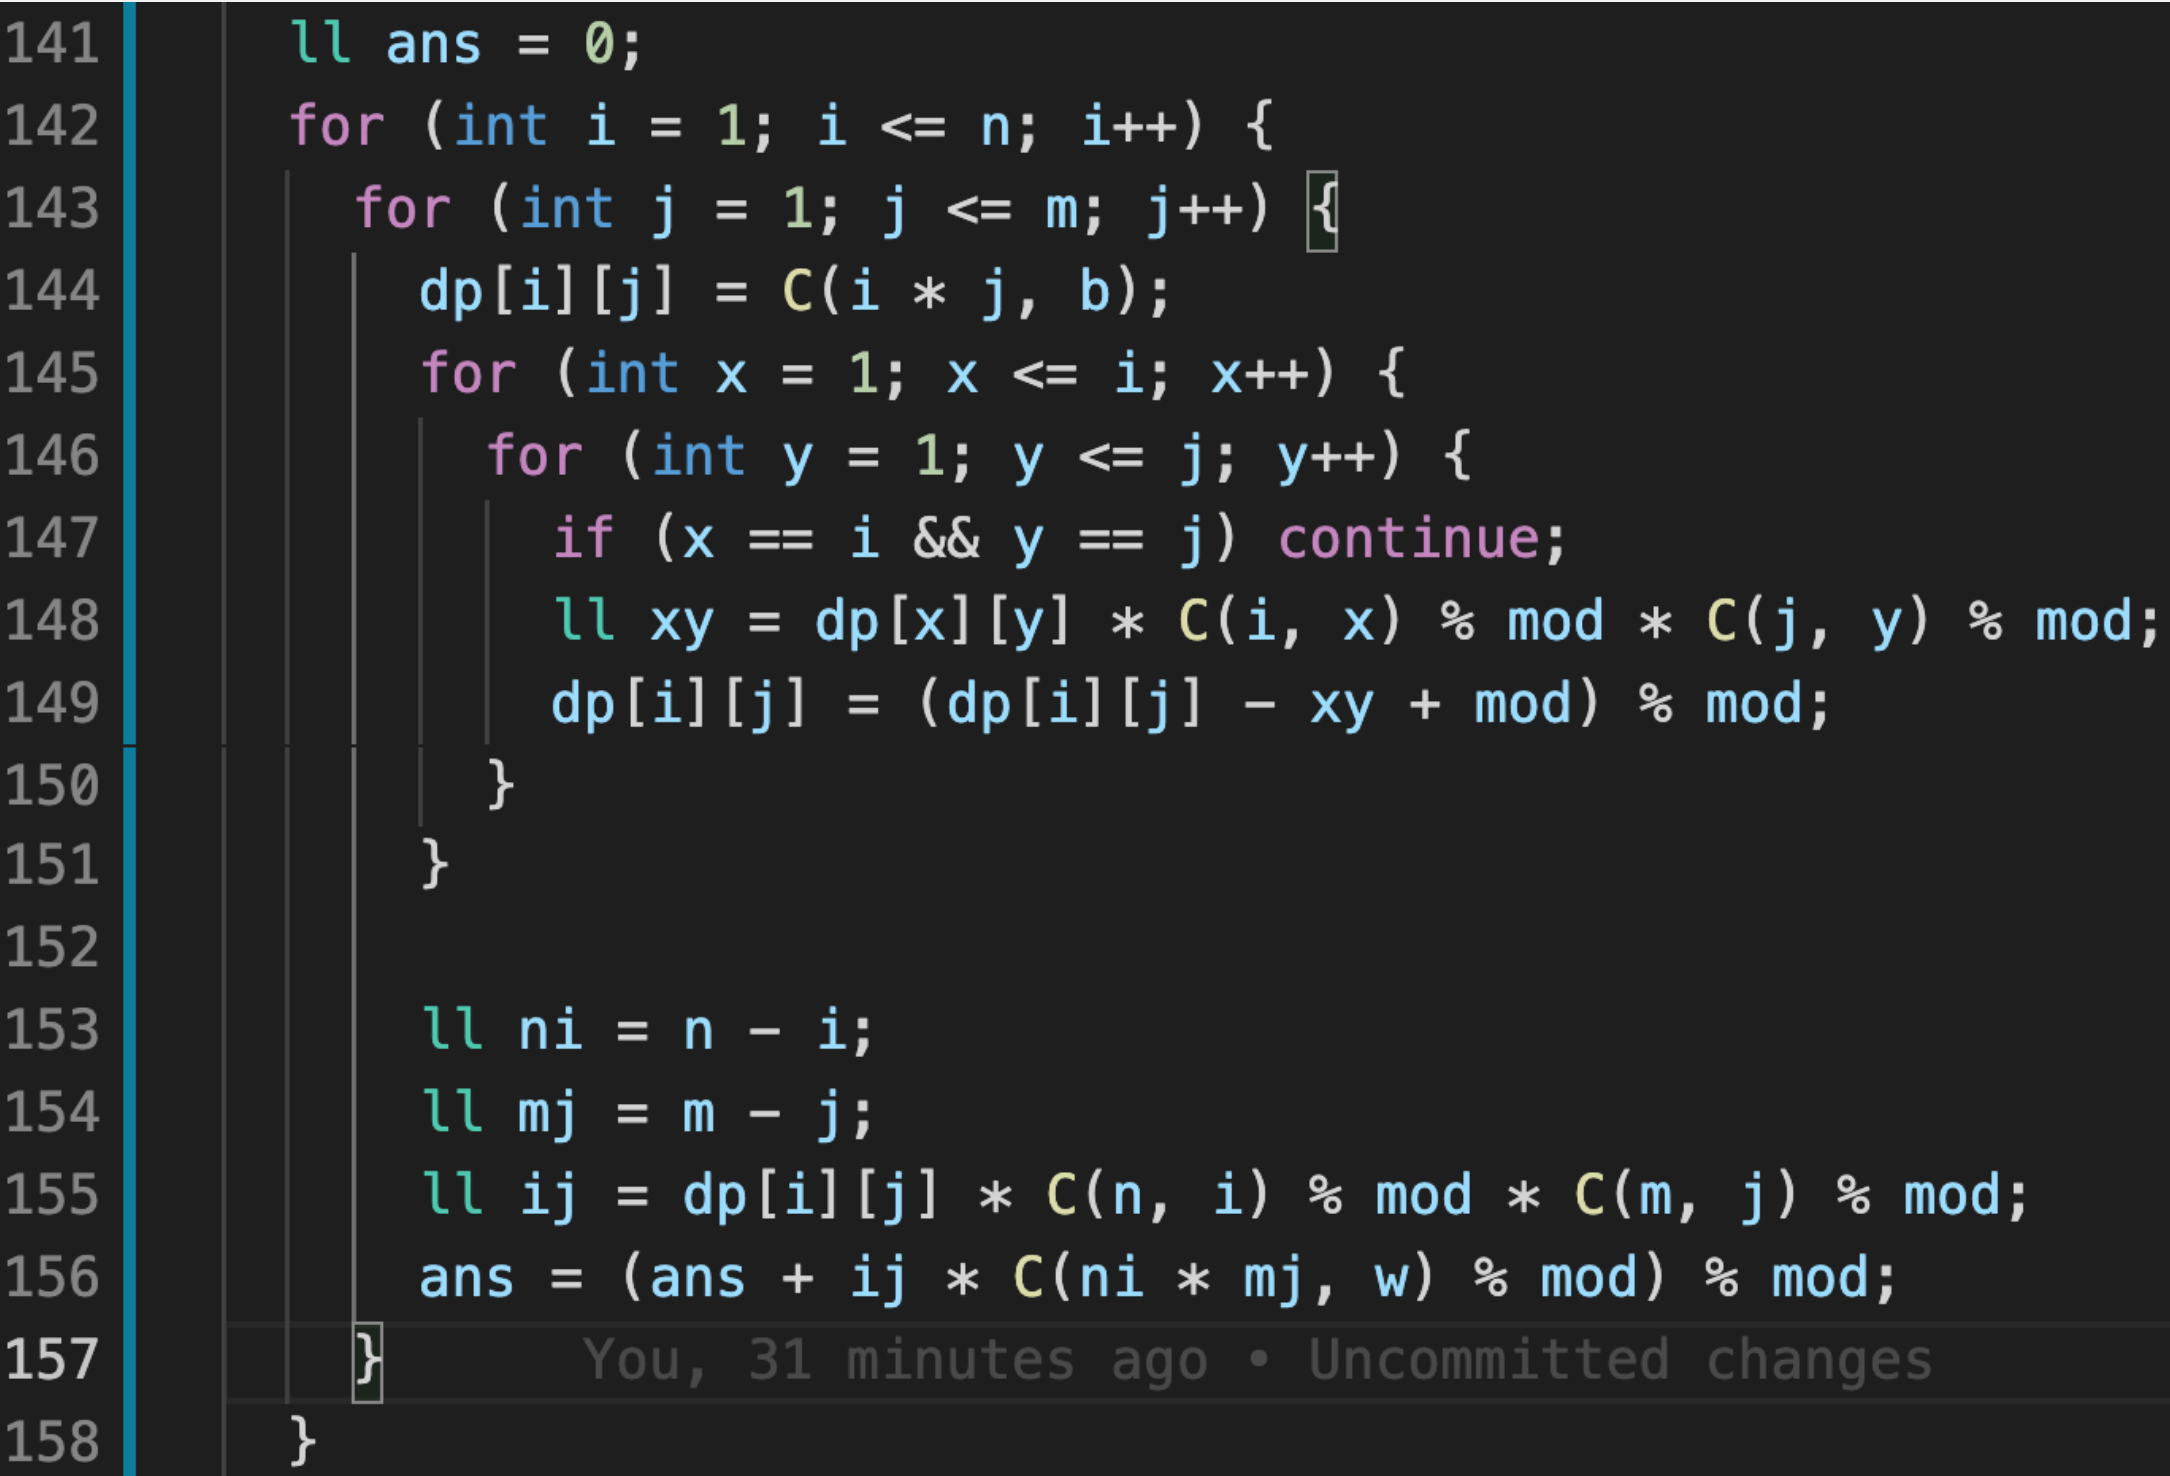 141 ll ans = 0;
142 for (int i = 1; i <= n; i++) {
143 for (int j = 1; j <= m; j++) {
144 dp[i][j] = C(i * j, b);
145 for (int x = 1; x <= i; x++) {
146 for (int y = 1; y <= j; y++) {
147 if (x == i && y == j) continue;
148 ll xy = dp[x][y] * C(i, x) % mod * C(j, y) % mod;
149 dp[i][j] = (dp[i][j] - xy + mod) % mod;
150 }
151 }
152
153 ll ni = n - i;
154 ll mj = m - j;
155 ll ij = dp[i][j] * C(n, i) % mod * C(m, j) % mod;
156 ans = (ans + ij * C(ni * mj, w) % mod) % mod;
157 } You, 31 minutes ago • Uncommitted changes
158 }